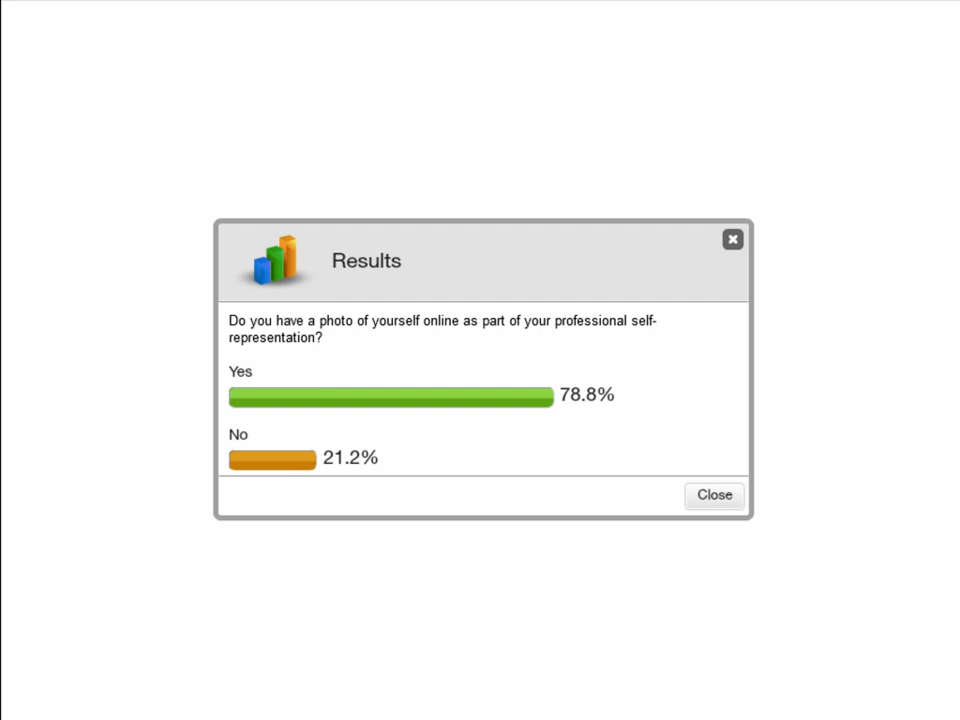 Results
Do you have a photo of yourself online as part of your professional self-
representation?
Yes
78.8%
No
21.2%
Close